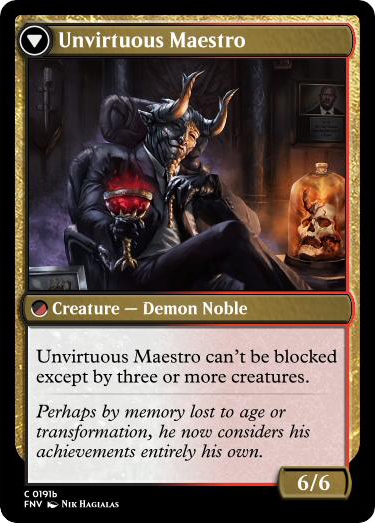 Unvirtuous Maestro
Creature — Demon Noble
Unvirtuous Maestro can't be blocked
except by three or more creatures.
Perhaps by memory lost to age or
transformation, he now considers his
achievements entirely his own.
6/6
C 0191b
FNV Nik Hagialas